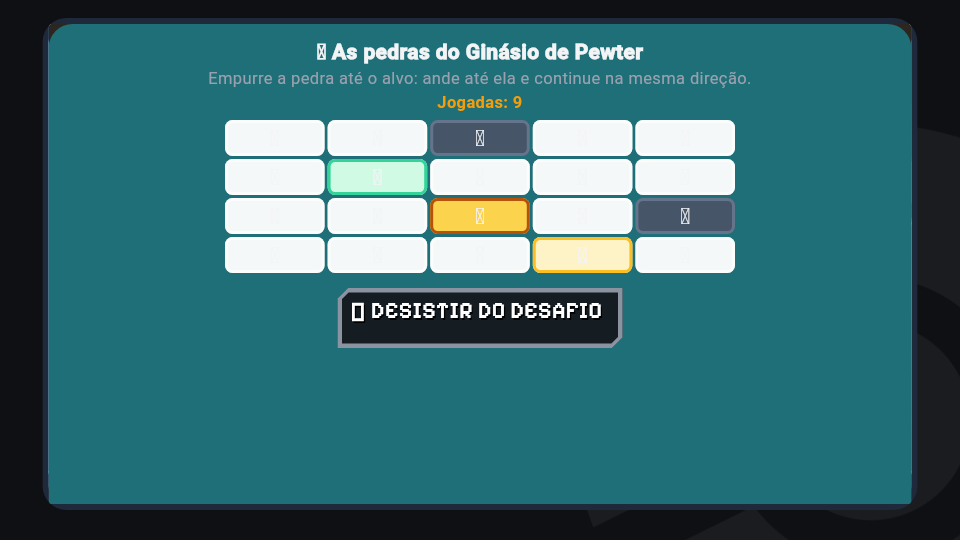 As pedras do Ginásio de Pewter
Empurre a pedra até o alvo: ande até ela e continue na mesma direção.
Jogadas: 9
DESISTIR DO DESAFIO